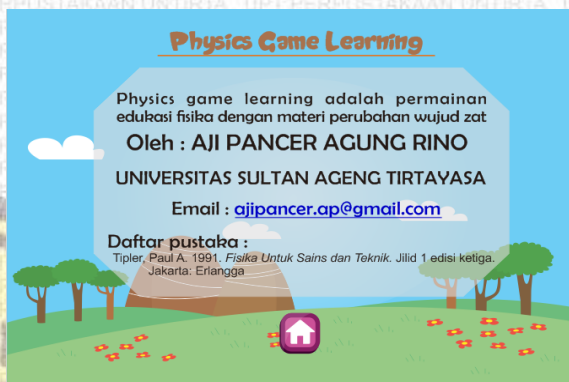 Physics Game Learning
Physics game learning adalah permainan
edukasi fisika dengan materi perubahan wujud zat
Oleh : AJI PANCER AGUNG RINO
UNIVERSITAS SULTAN AGENG TIRTAYASA
Email : ajipancer.ap@gmail.com
Daftar pustaka :
Tipler, Paul A. 1991. Fisika Untuk Sains dan Teknik. Jilid 1 edisi ketiga.
Jakarta: Erlangga